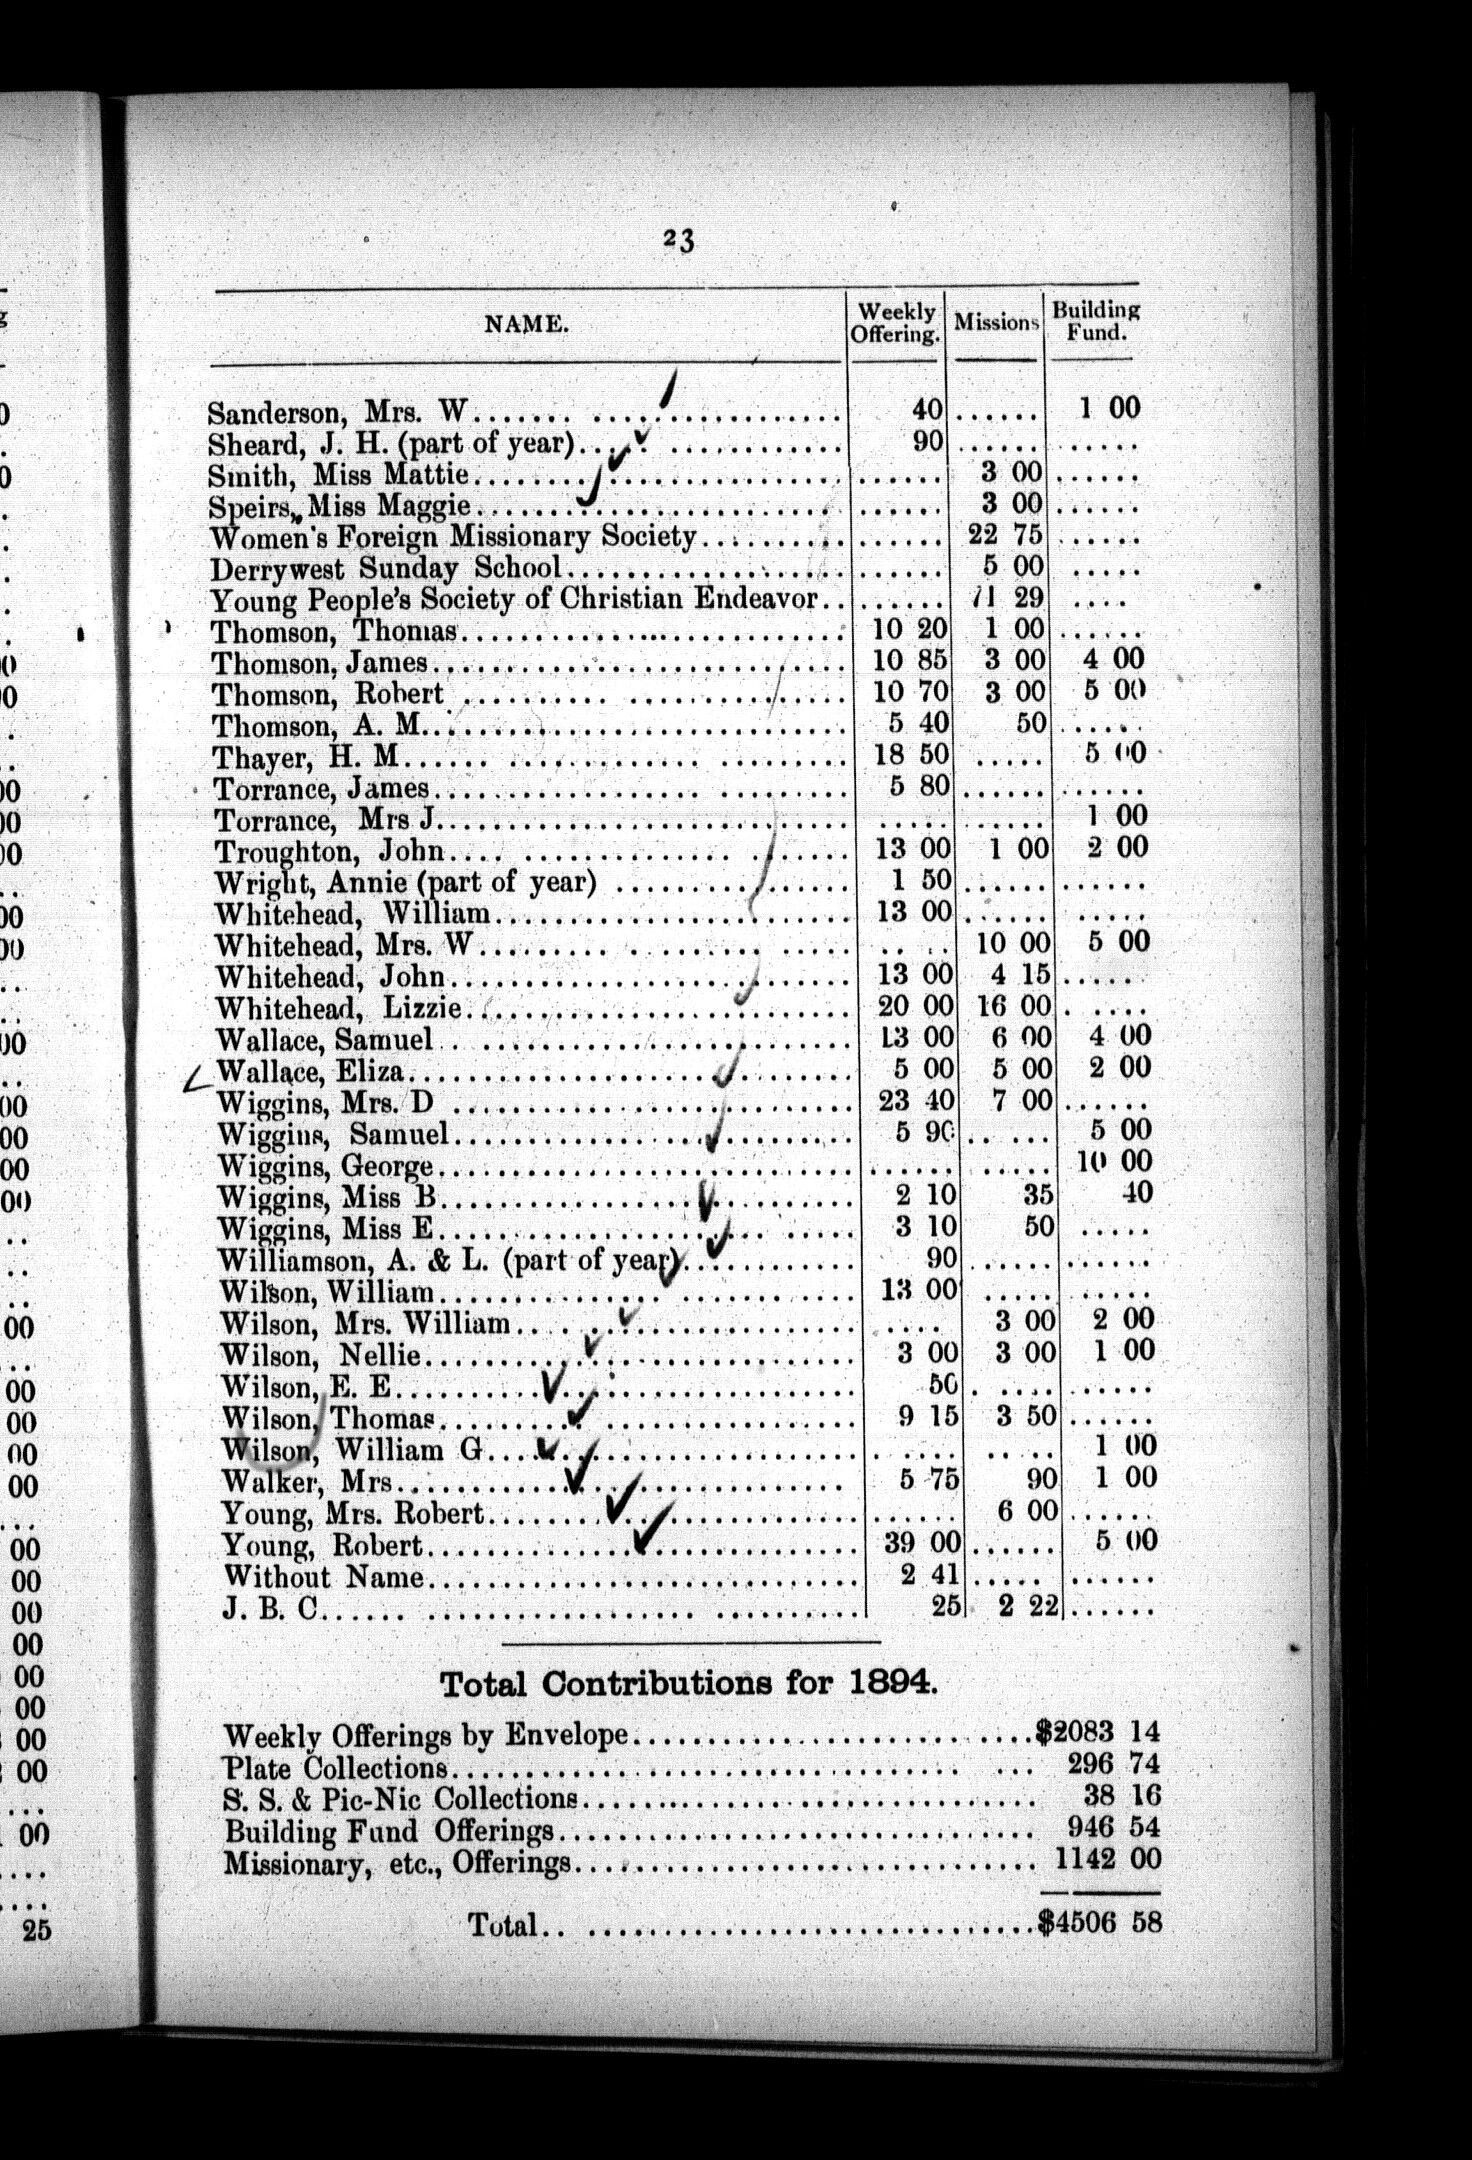 23
NAME. Weekly Offering. Missions Building Fund.
Sanderson, Mrs. W....... ................. 40 ...... 1 00
Sheard, J. H. (part of year)..... ............ 90 ...... ......
Smith, Miss Mattie........................ ...... 3 00 ......
Speirs, Miss Maggie........................ ...... 3 00 ......
Women's Foreign Missionary Society.......... ...... 22 75 ......
Derrywest Sunday School................... ...... 5 00 .....
Young People's Society of Christian Endeavor.. ...... 71 29 ....
Thomson, Thomas.......................... 10 20 1 00 ......
Thomson, James............................ 10 85 3 00 4 00
Thomson, Robert .......................... 10 70 3 00 5 00
Thomson, A. M............................. 5 40 50 ......
Thayer, H. M...... ............. ......... 18 50 ..... 5 00
Torrance, James.................. ......... 5 80 ...... ......
Torrance, Mrs J............................ ..... ...... 1 00
Troughton, John.... .............. ....... 13 00 1 00 2 00
Wright, Annie (part of year) ................ 1 50 ...... ......
Whitehead, William........................ 13 00 ...... .....
Whitehead, Mrs. W......... ......... ..... .. .. 10 00 5 00
Whitehead, John........................... 13 00 4 15 ......
Whitehead, Lizzie.......................... 20 00 16 00 . ....
Wallace, Samuel.. ......................... 13 00 6 00 4 00
Wallace, Eliza.............................. 5 00 5 00 2 00
Wiggins, Mrs. D ........................... 23 40 7 00 ......
Wiggins, Samuel........................... 5 90 .. ... 5 00
Wiggins, George............................ ...... ..... 10 00
Wiggins, Miss B............................ 2 10 35 40
Wiggins, Miss E..................... ..... 3 10 50 .....
Williamson, A. & L. (part of year)............ 90 ...... ......
Wilson, William............................ 13 00 ..... .....
Wilson, Mrs. William....................... .... 3 00 2 00
Wilson, Nellie............................. 3 00 3 00 1 00
Wilson, E. E............................... 50 . .... ......
Wilson, Thomas.......... ................. 9 15 3 50 ......
Wilson, William G......................... . .... .. .. 1 00
Walker, Mrs.............................. 5 75 90 1 00
Young, Mrs. Robert......................... ...... 6 00 ......
Young, Robert............................. 39 00 ...... 5 00
Without Name............................. 2 41 ..... ......
J. B. C...... .................. .......... 25 2 22 ......
Total Contributions for 1894.
Weekly Offerings by Envelope..........................$2083 14
Plate Collections................................ ... 296 74
S. S. & Pic-Nic Collections.............................. 38 16
Building Fund Offerings................................ 946 54
Missionary, etc., Offerings.............................. 1142 00
Total.. .............................$4506 58